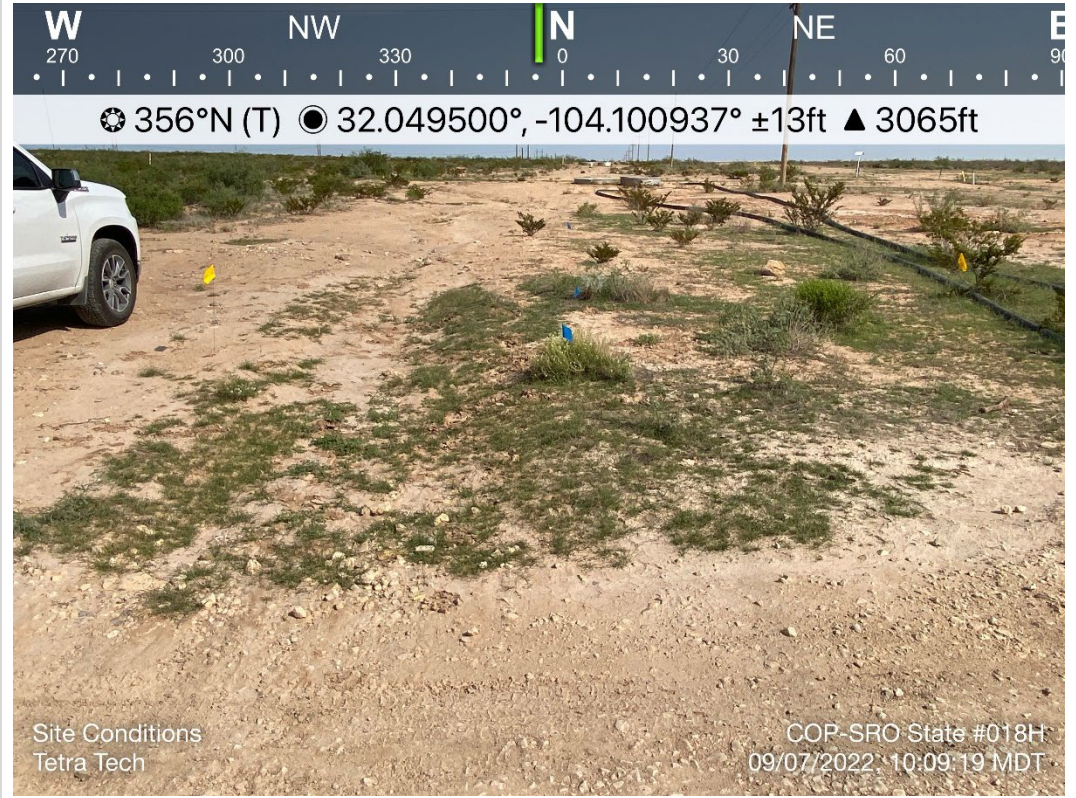 W NW N NE E
270 300 330 0 30 60 90
356°N (T) 32.049500°, -104.100937° ±13ft ▲ 3065ft
Site Conditions
Tetra Tech
COP-SRO State #018H
09/07/2022, 10:09:19 MDT